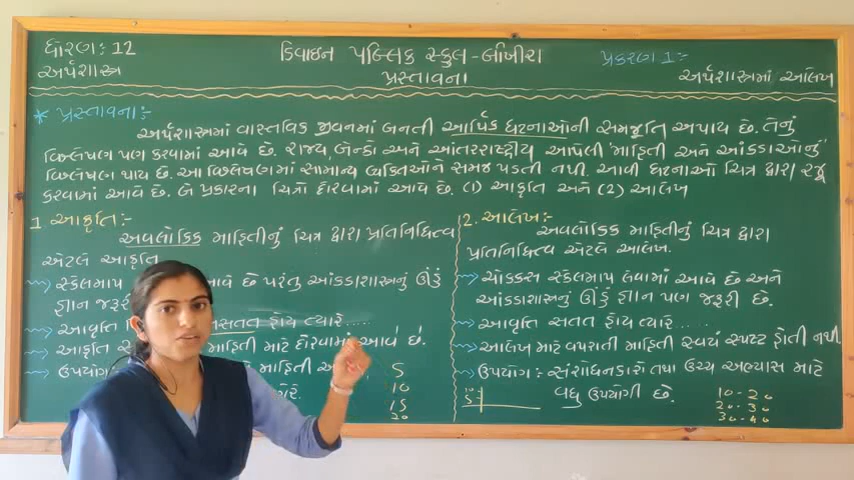 ધોરણ: 12
ડિવાઇન પબ્લિક સ્કુલ-લીખીરા
પ્રકરણ I:-
અર્થશાસ્ત્ર
પ્રસ્તાવના
અર્થશાસ્ત્રમાં આલેખ
* પ્રસ્તાવના:-
અર્થશાસ્ત્રમાં વાસ્તવિક જીવનમાં બનતી આર્થિક ઘટનાઓની સમજૂતિ અપાય છે. તેનું
વિશ્લેષણ પણ કરવામાં આવે છે. રાજ્ય, બેન્કો અને આંતરરાષ્ટ્રીય આપેલી 'માહિતી અને આંકડાઓનું'
વિશ્લેષણ થાય છે. આ વિશ્લેષણમાં સામાન્ય વ્યક્તિઓને સમજ પડતી નથી. આવી ઘટનાઓ ચિત્ર દ્વારા રજૂ
કરવામાં આવે છે. બે પ્રકારના ચિત્રો દોરવામાં આવે છે. (1) આકૃતિ અને (2) આલેખ
1 આકૃતિ:-
અવલોકિક માહિતીનું ચિત્ર દ્વારા પ્રતિનિધિત્વ
એટલે આકૃતિ
સ્કેલમાપ આવે છે પરંતુ આંકડાશાસ્ત્રનું ઊંડું
જ્ઞાન જરૂરી
આવૃત્તિ સતત હોય ત્યારે.....
આકૃતિ માહિતી માટે દોરવામાં આવે છે.
ઉપયોગ: માહિતી
5
10
15
20
2. આલેખ:-
અવલોકિક માહિતીનું ચિત્ર દ્વારા
પ્રતિનિધિત્વ એટલે આલેખ.
ચોક્કસ સ્કેલમાપ લેવામાં આવે છે અને
આંકડાશાસ્ત્રનું ઊંડું જ્ઞાન પણ જરૂરી છે.
આવૃત્તિ સતત હોય ત્યારે.....
આલેખ માટે વપરાતી માહિતી સ્વયં સ્પષ્ટ હોતી નથી
ઉપયોગ: સંશોધનકારો તથા ઉચ્ચ અભ્યાસ માટે
વધુ ઉપયોગી છે.
10
5
10-20
20-30
30-40